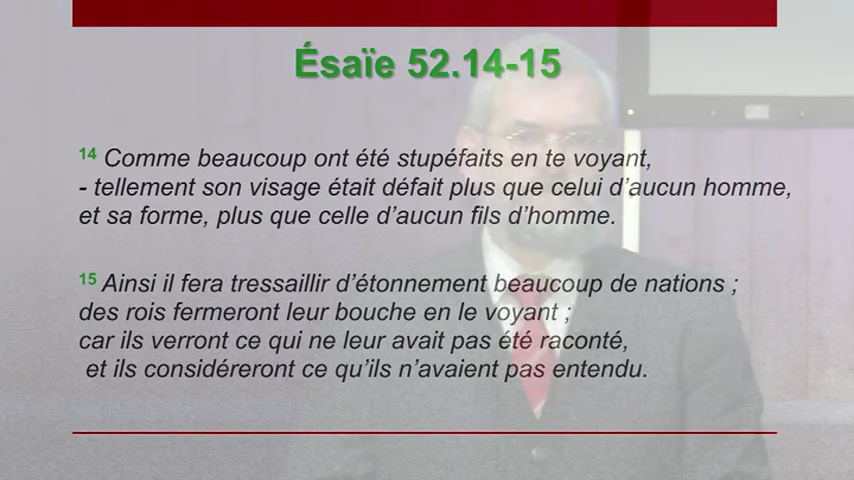 Ésaïe 52.14-15
14 Comme beaucoup ont été stupéfaits en te voyant,
- tellement son visage était défait plus que celui d’aucun homme,
et sa forme, plus que celle d’aucun fils d’homme.
15 Ainsi il fera tressaillir d’étonnement beaucoup de nations ;
des rois fermeront leur bouche en le voyant ;
car ils verront ce qui ne leur avait pas été raconté,
et ils considéreront ce qu’ils n’avaient pas entendu.